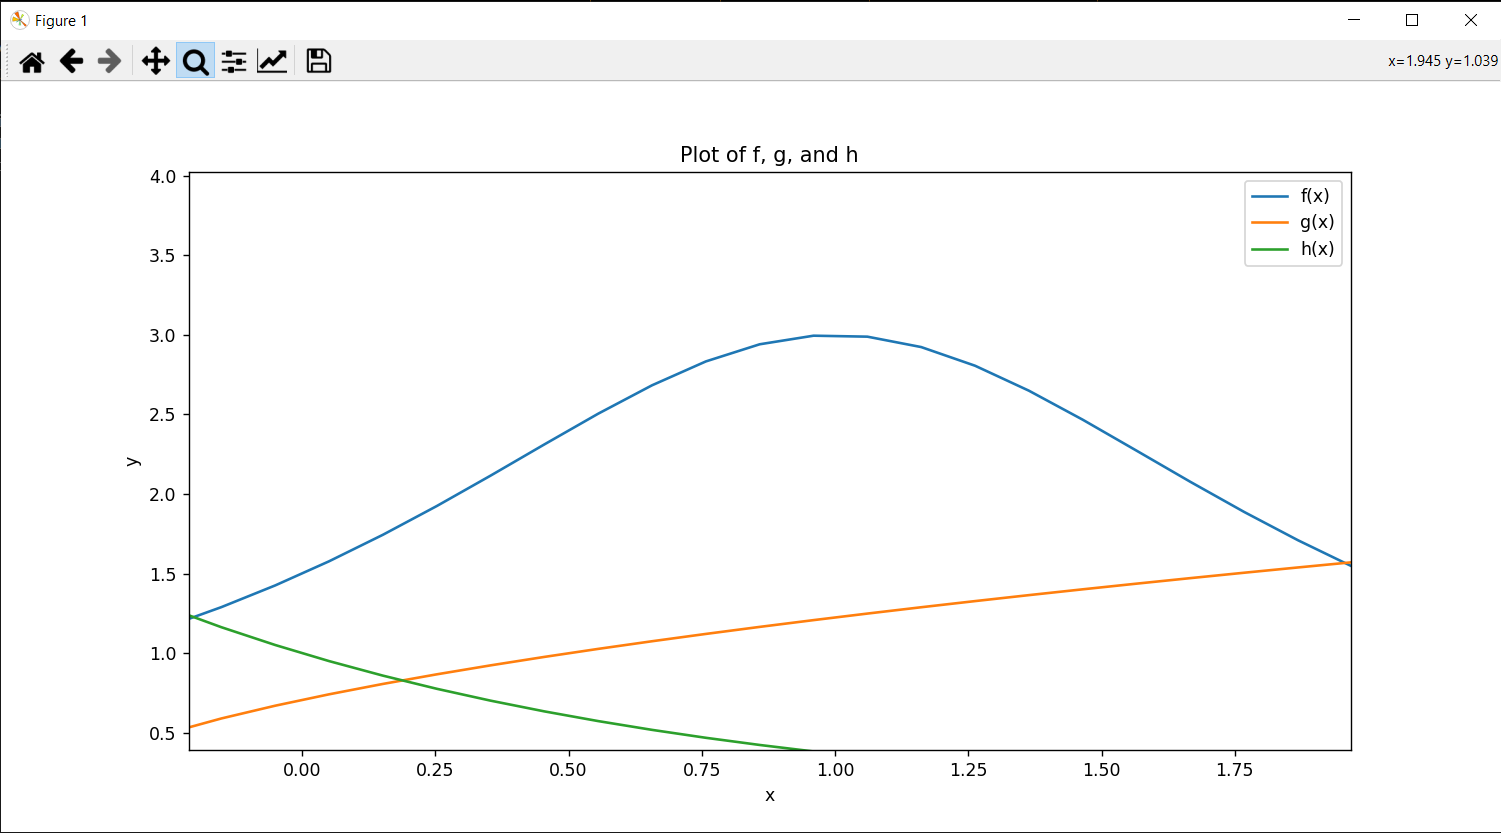 Figure 1
x=1.945 y=1.039
Plot of f, g, and h
4.0
3.5
3.0
2.5
2.0
1.5
1.0
0.5
y
f(x)
g(x)
h(x)
0.00 0.25 0.50 0.75 1.00 1.25 1.50 1.75
x